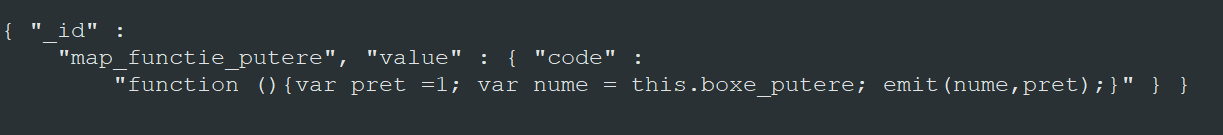 { "_id" :
"map_functie_putere", "value" : { "code" :
"function (){var pret =1; var nume = this.boxe_putere; emit(nume,pret);}" } }